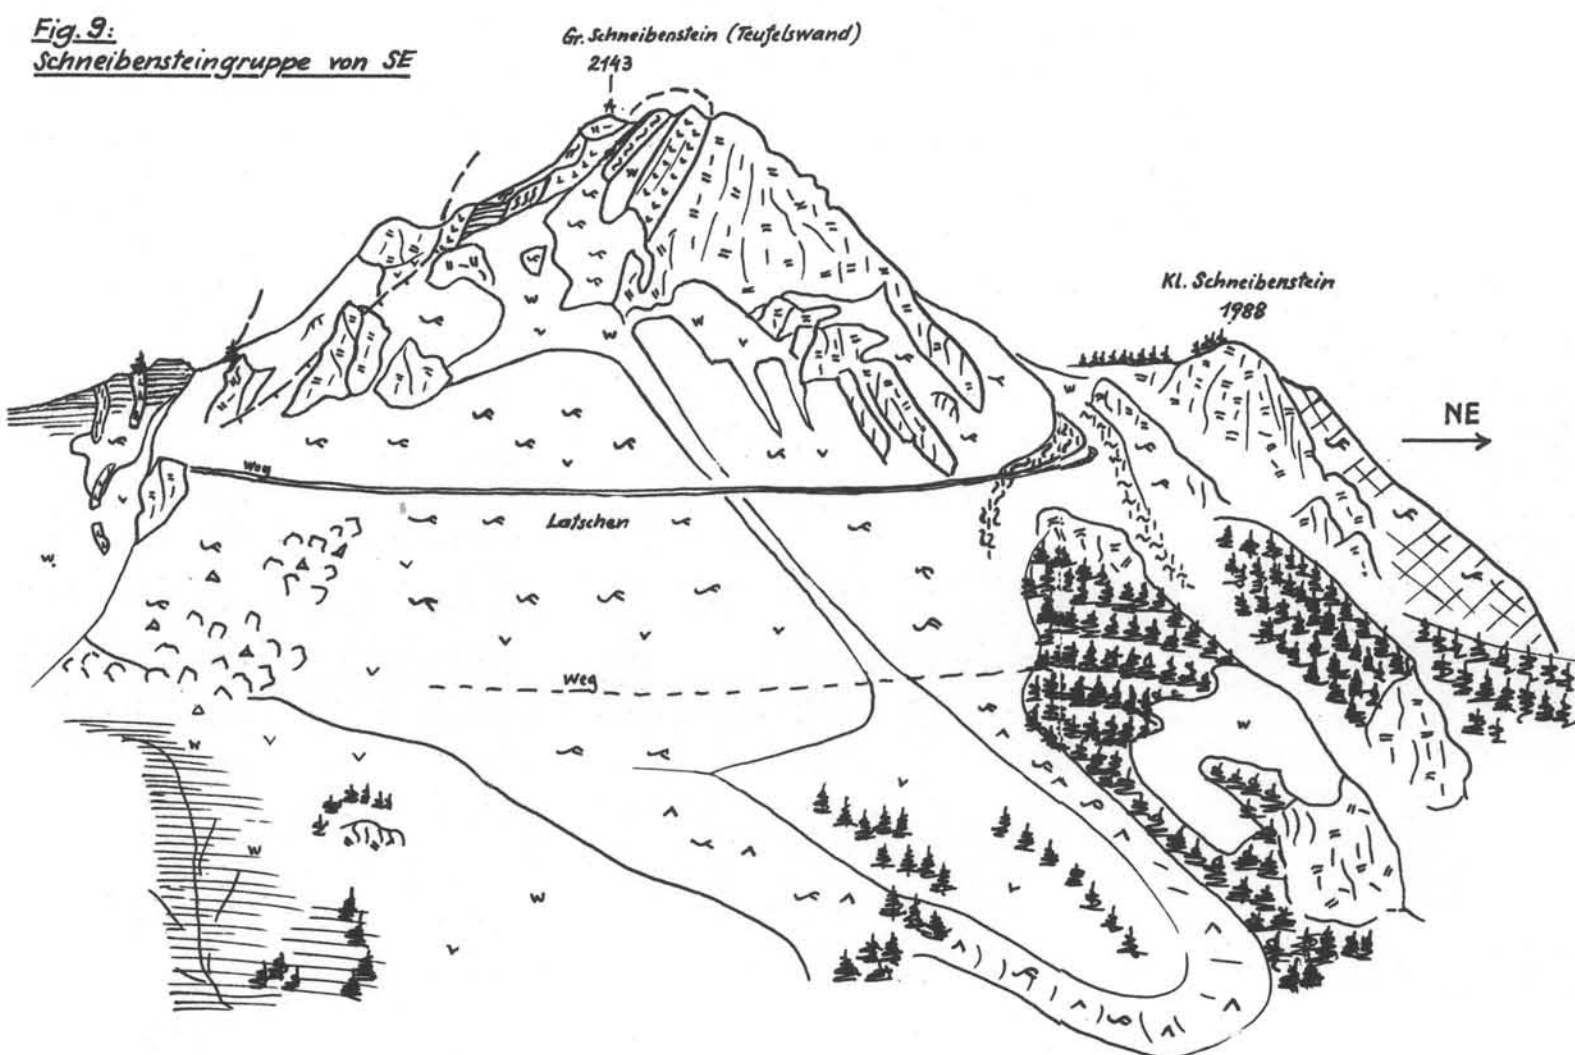 Fig. 9:
Schneibensteingruppe von SE
Gr. Schneibenstein (Teufelswand)
2143
Kl. Schneibenstein
1988
NE
Weg
Latschen
Weg